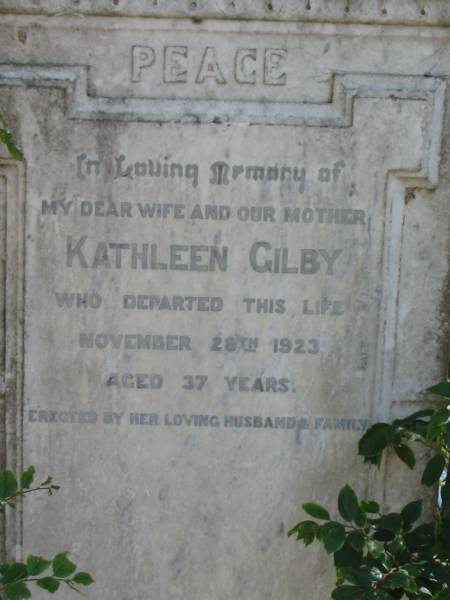 PEACE
In Loving Memory of
MY DEAR WIFE AND OUR MOTHER
KATHLEEN GILBY
WHO DEPARTED THIS LIFE
NOVEMBER 28TH 1923
AGED 37 YEARS.
ERECTED BY HER LOVING HUSBAND & FAMILY